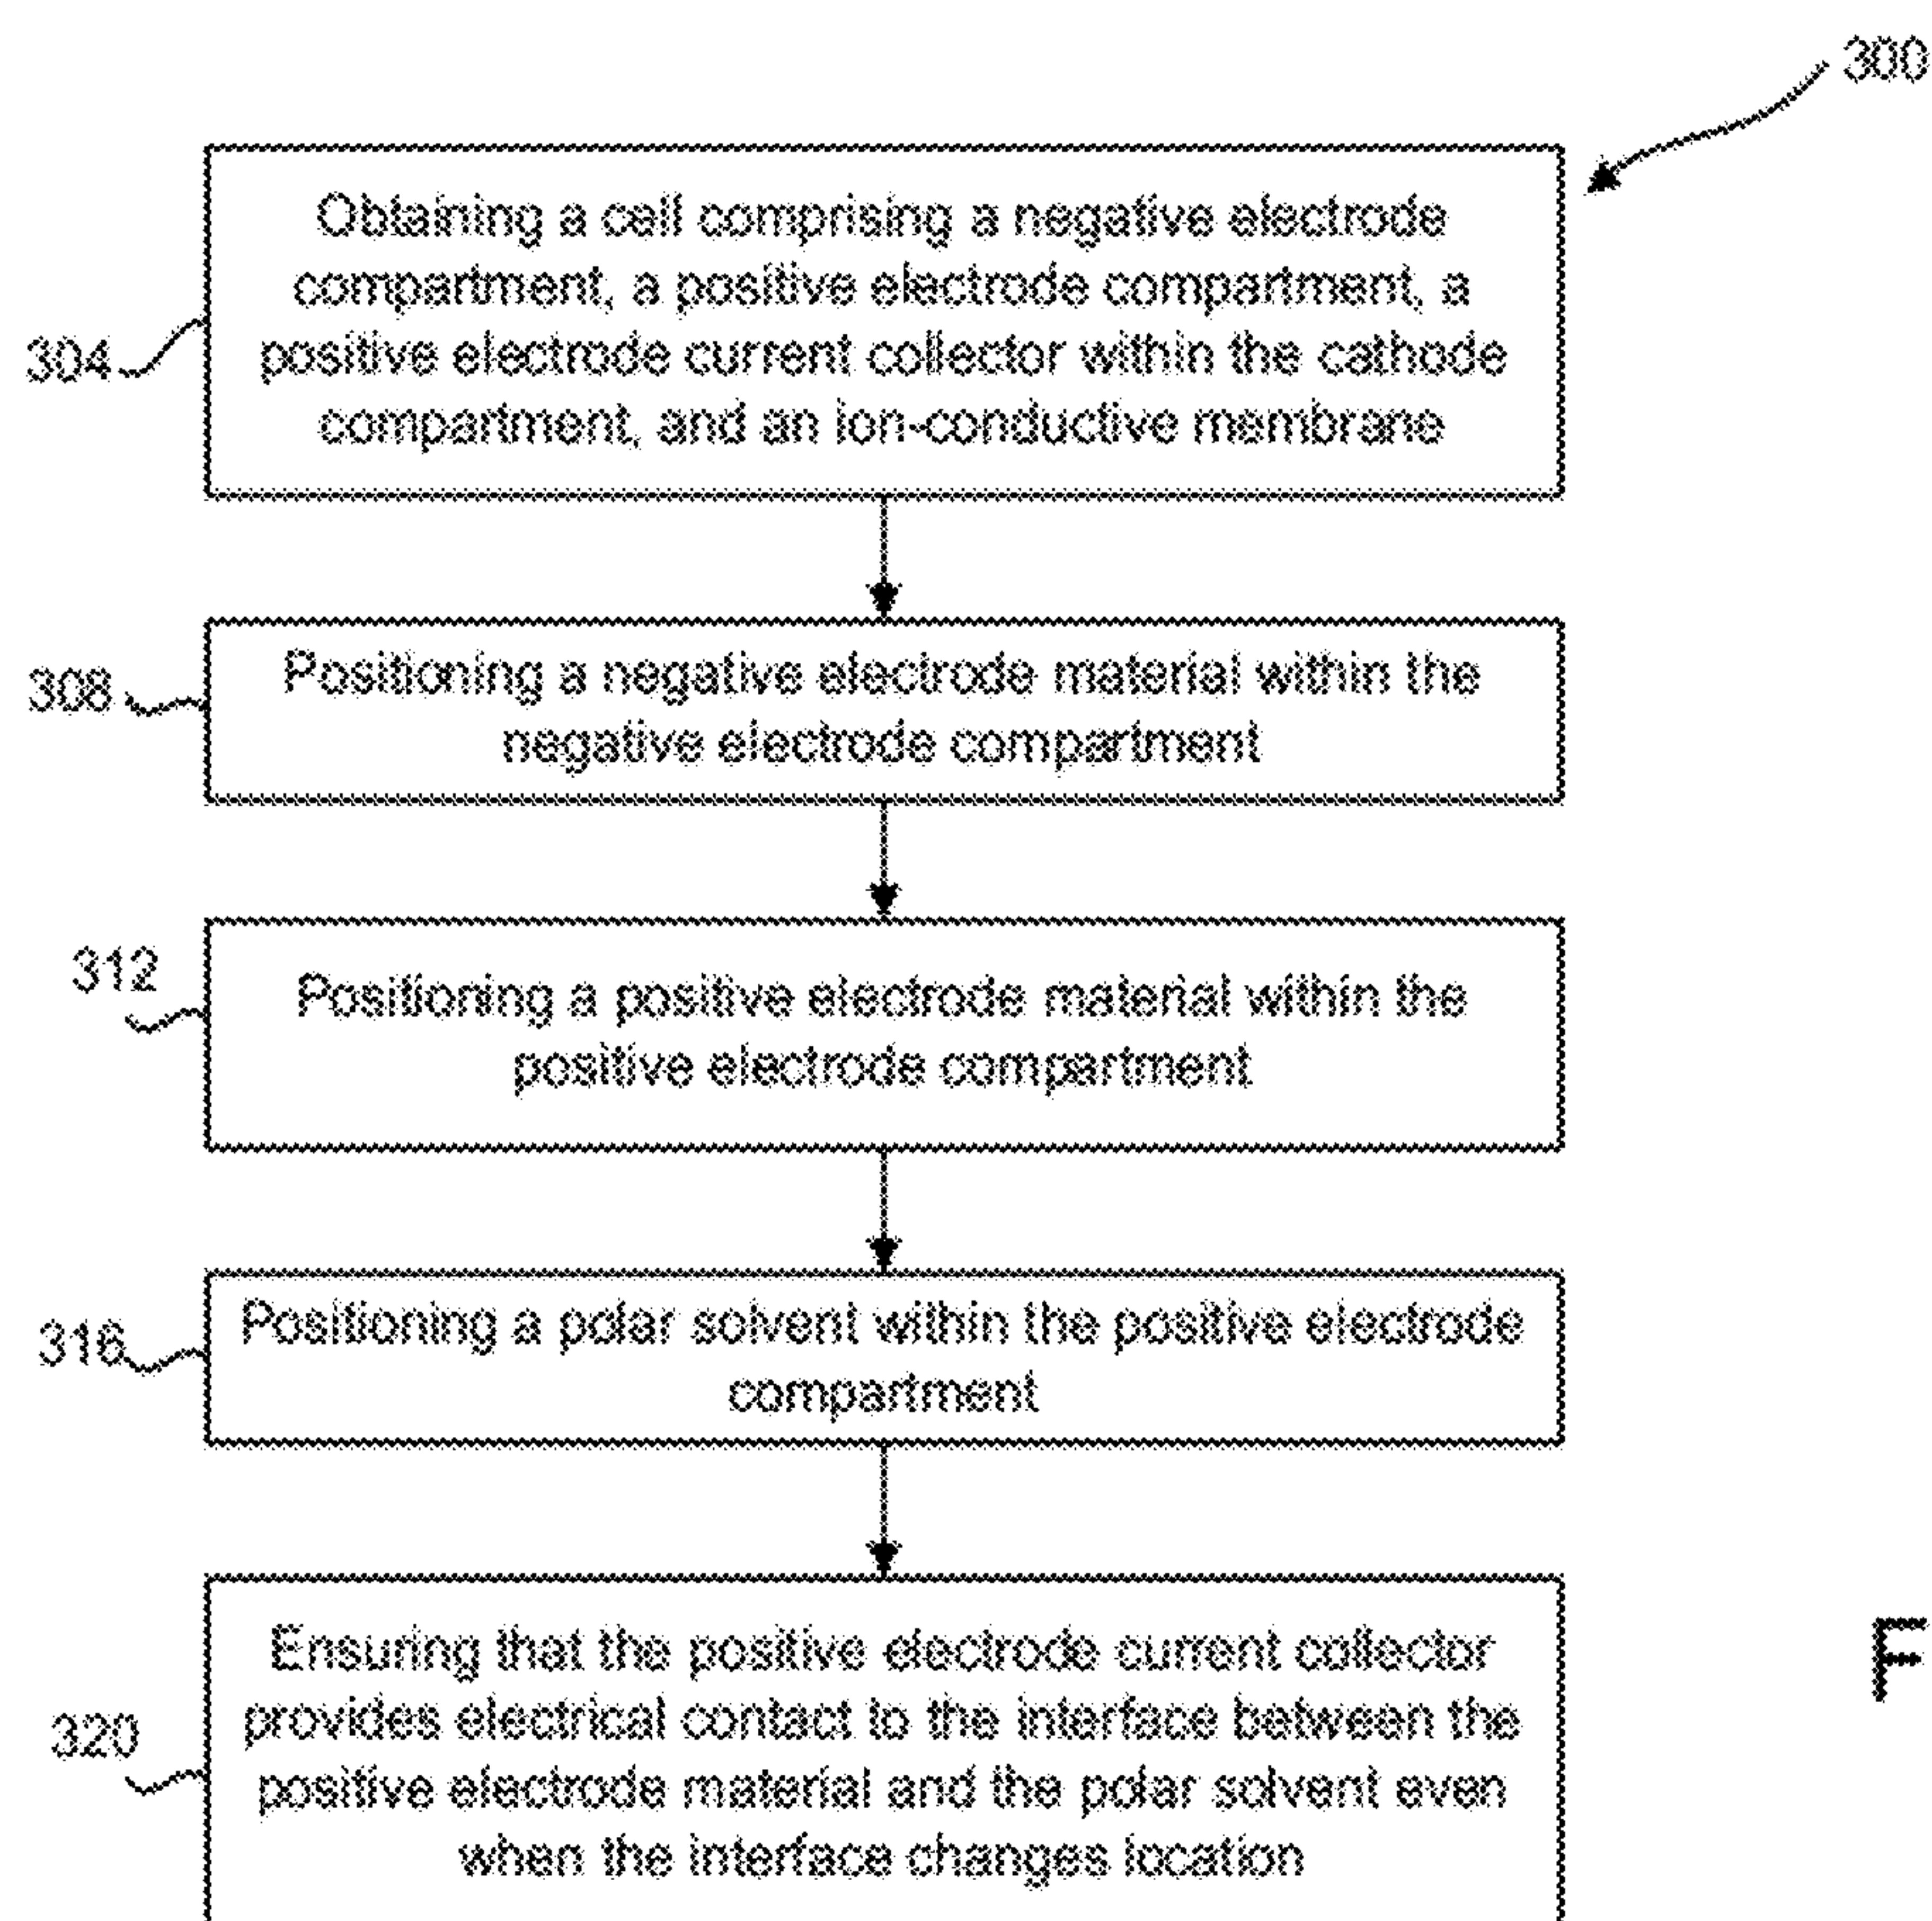 300
Obtaining a cell comprising a negative electrode
compartment, a positive electrode compartment, a
positive electrode current collector within the cathode
compartment, and an ion-conductive membrane
304
Positioning a negative electrode material within the
negative electrode compartment
308
312
Positioning a positive electrode material within the
positive electrode compartment
Positioning a polar solvent within the positive electrode
compartment
316
Ensuring that the positive electrode current collector
provides electrical contact to the interface between the
positive electrode material and the polar solvent even
when the interface changes location
320
F